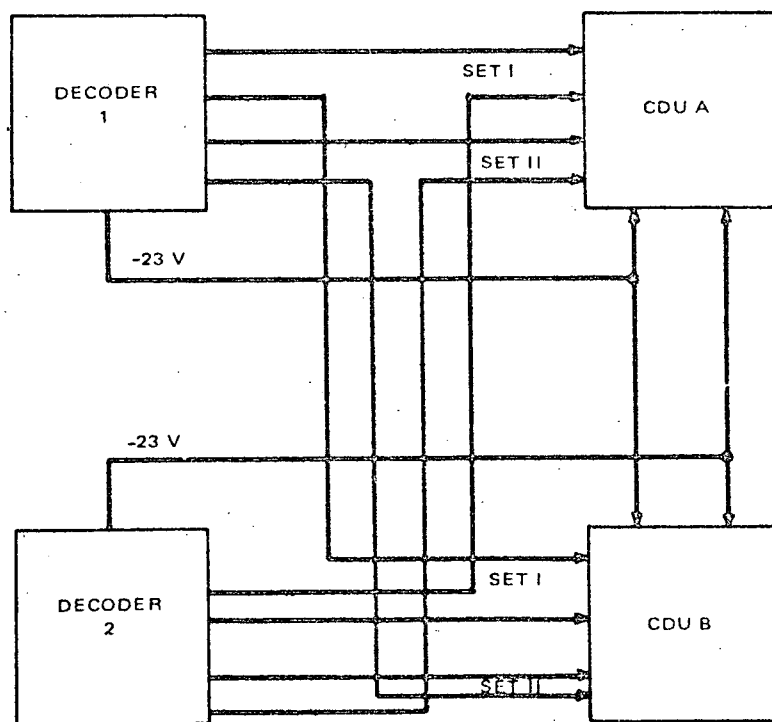 DECODER
1
SET I
CDU A
SET II
-23 V
-23 V
DECODER
2
SET I
CDU B
SET II